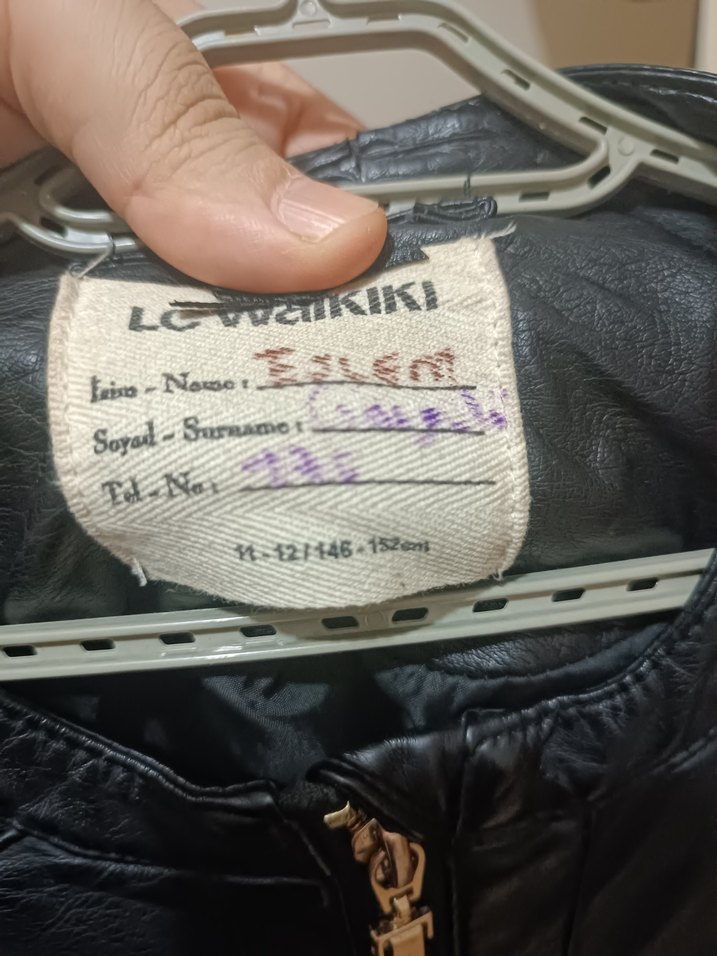 LC WAIKIKI
İsim - Name :
Soyad - Surname :
Tel - No :
11 - 12 / 146 - 152cm